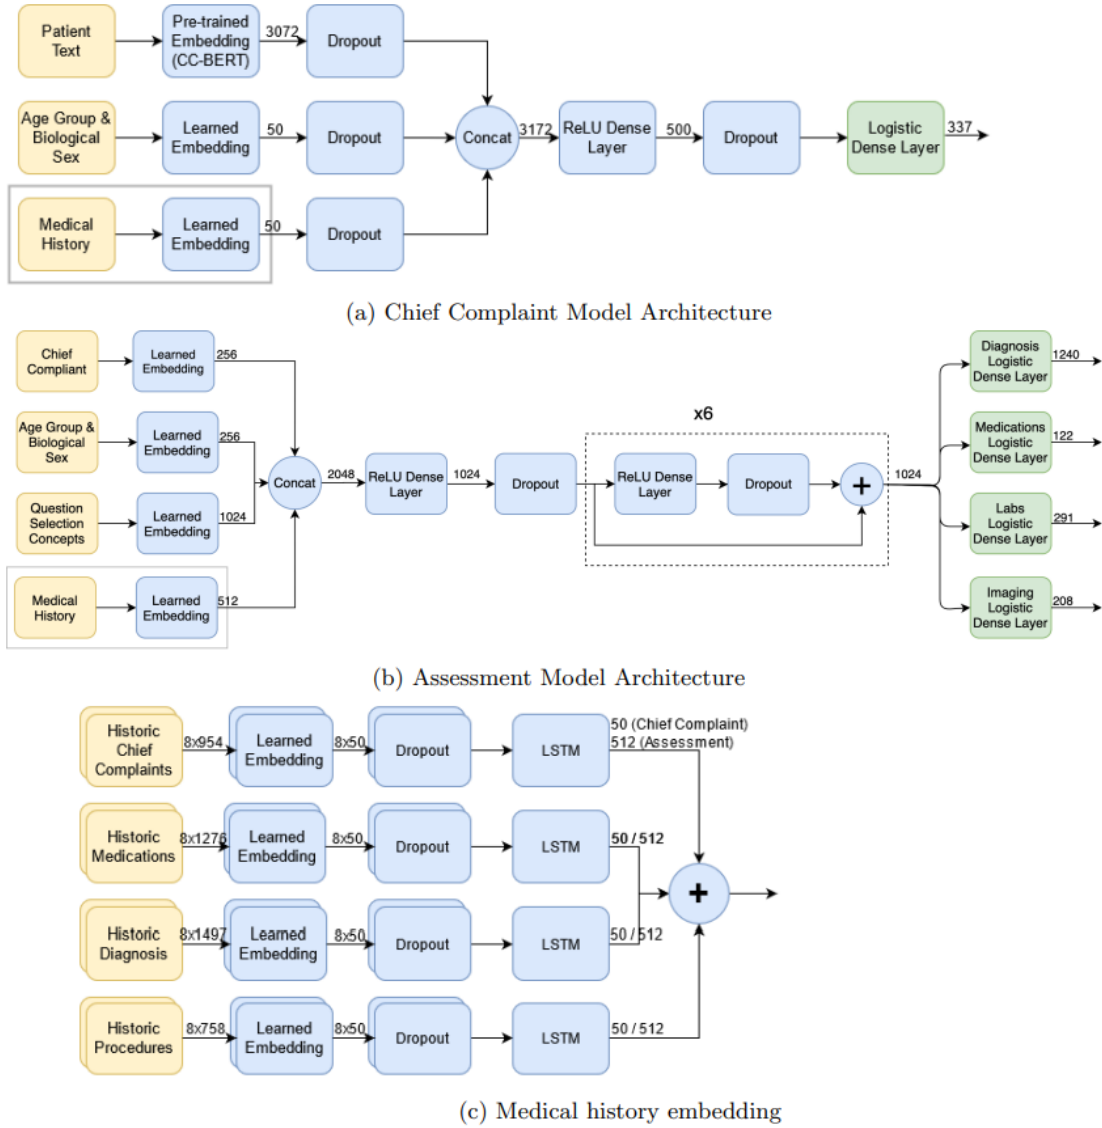 Patient
Text
Pre-trained
Embedding
(CC-BERT)
3072
Dropout
Age Group &
Biological
Sex
Learned
Embedding
50
Dropout
Concat
3172
ReLU Dense
Layer
500
Dropout
Logistic
Dense Layer
337
Medical
History
Learned
Embedding
50
Dropout
(a) Chief Complaint Model Architecture
Chief
Compliant
Learned
Embedding
256
Age Group &
Biological
Sex
Learned
Embedding
256
Question
Selection
Concepts
Learned
Embedding
1024
Medical
History
Learned
Embedding
512
Concat
2048
ReLU Dense
Layer
1024
Dropout
x6
ReLU Dense
Layer
Dropout
+
1024
Diagnosis
Logistic
Dense Layer
1240
Medications
Logistic
Dense Layer
122
Labs
Logistic
Dense Layer
291
Imaging
Logistic
Dense Layer
208
(b) Assessment Model Architecture
Historic
Chief
Complaints
8x954
Learned
Embedding
8x50
Dropout
LSTM
50 (Chief Complaint)
512 (Assessment)
Historic
Medications
8x1276
Learned
Embedding
8x50
Dropout
LSTM
50 / 512
Historic
Diagnosis
8x1497
Learned
Embedding
8x50
Dropout
LSTM
50 / 512
Historic
Procedures
8x758
Learned
Embedding
8x50
Dropout
LSTM
50 / 512
+
(c) Medical history embedding